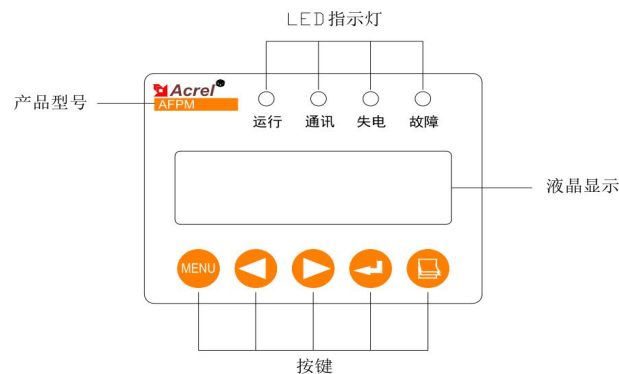 LED指示灯
Acrel®
产品型号
AFPM
运行 通讯 失电 故障
液晶显示
MENU
按键